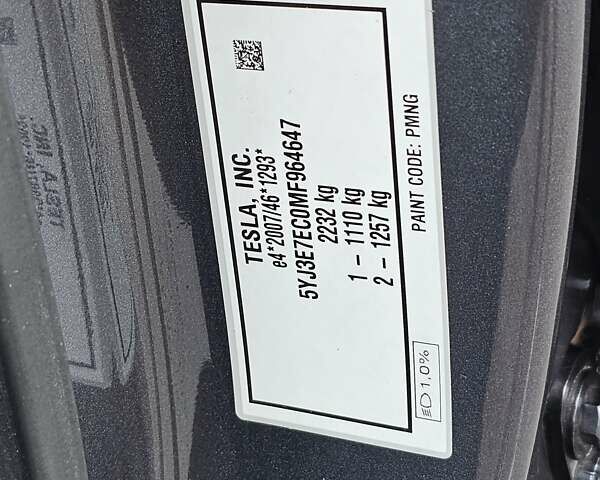 TESLA, INC.
e4*2007/46*1293*
5YJ3E7EC0MF964647
2232 kg
1 – 1110 kg
2 – 1257 kg
PAINT CODE: PMNG
1.0%